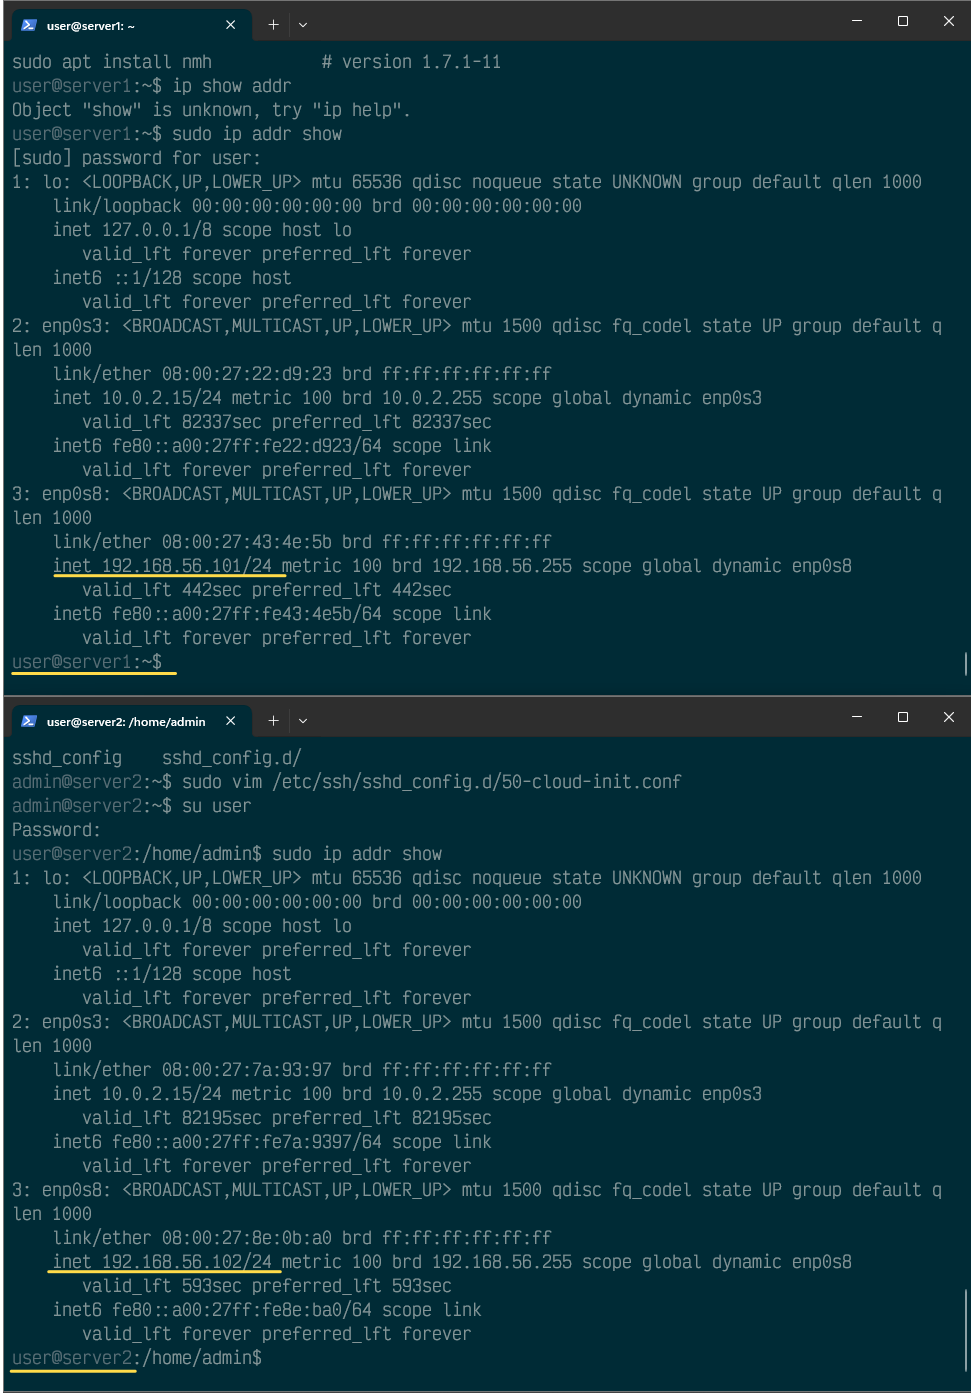 user@server1: ~
sudo apt install nmh # version 1.7.1-11
user@server1:~$ ip show addr
Object "show" is unknown, try "ip help".
user@server1:~$ sudo ip addr show
[sudo] password for user:
1: lo: <LOOPBACK,UP,LOWER_UP> mtu 65536 qdisc noqueue state UNKNOWN group default qlen 1000
link/loopback 00:00:00:00:00:00 brd 00:00:00:00:00:00
inet 127.0.0.1/8 scope host lo
valid_lft forever preferred_lft forever
inet6 ::1/128 scope host
valid_lft forever preferred_lft forever
2: enp0s3: <BROADCAST,MULTICAST,UP,LOWER_UP> mtu 1500 qdisc fq_codel state UP group default q
len 1000
link/ether 08:00:27:22:d9:23 brd ff:ff:ff:ff:ff:ff
inet 10.0.2.15/24 metric 100 brd 10.0.2.255 scope global dynamic enp0s3
valid_lft 82337sec preferred_lft 82337sec
inet6 fe80::a00:27ff:fe22:d923/64 scope link
valid_lft forever preferred_lft forever
3: enp0s8: <BROADCAST,MULTICAST,UP,LOWER_UP> mtu 1500 qdisc fq_codel state UP group default q
len 1000
link/ether 08:00:27:43:4e:5b brd ff:ff:ff:ff:ff:ff
inet 192.168.56.101/24 metric 100 brd 192.168.56.255 scope global dynamic enp0s8
valid_lft 442sec preferred_lft 442sec
inet6 fe80::a00:27ff:fe43:4e5b/64 scope link
valid_lft forever preferred_lft forever
user@server1:~$
user@server2: /home/admin
sshd_config sshd_config.d/
admin@server2:~$ sudo vim /etc/ssh/sshd_config.d/50-cloud-init.conf
admin@server2:~$ su user
Password:
user@server2:/home/admin$ sudo ip addr show
1: lo: <LOOPBACK,UP,LOWER_UP> mtu 65536 qdisc noqueue state UNKNOWN group default qlen 1000
link/loopback 00:00:00:00:00:00 brd 00:00:00:00:00:00
inet 127.0.0.1/8 scope host lo
valid_lft forever preferred_lft forever
inet6 ::1/128 scope host
valid_lft forever preferred_lft forever
2: enp0s3: <BROADCAST,MULTICAST,UP,LOWER_UP> mtu 1500 qdisc fq_codel state UP group default q
len 1000
link/ether 08:00:27:7a:93:97 brd ff:ff:ff:ff:ff:ff
inet 10.0.2.15/24 metric 100 brd 10.0.2.255 scope global dynamic enp0s3
valid_lft 82195sec preferred_lft 82195sec
inet6 fe80::a00:27ff:fe7a:9397/64 scope link
valid_lft forever preferred_lft forever
3: enp0s8: <BROADCAST,MULTICAST,UP,LOWER_UP> mtu 1500 qdisc fq_codel state UP group default q
len 1000
link/ether 08:00:27:8e:0b:a0 brd ff:ff:ff:ff:ff:ff
inet 192.168.56.102/24 metric 100 brd 192.168.56.255 scope global dynamic enp0s8
valid_lft 593sec preferred_lft 593sec
inet6 fe80::a00:27ff:fe8e:ba0/64 scope link
valid_lft forever preferred_lft forever
user@server2:/home/admin$